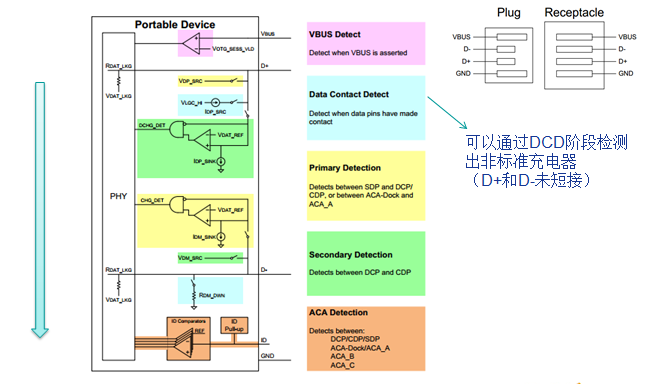 Portable Device
VBUS
VOTG_SESS_VLD
RDAT_LKG
D+
VDAT_LKG
VDP_SRC
VLGC_HI
IDP_SRC
DCHG_DET
VDAT_REF
IDP_SINK
PHY
CHG_DET
VDAT_REF
IDM_SINK
VDM_SRC
RDAT_LKG
D-
VDAT_LKG
RDM_DWN
ID Comparators
REF
ID
Pull-up
ID
GND
VBUS Detect
Detect when VBUS is asserted
Data Contact Detect
Detect when data pins have made
contact
Primary Detection
Detects between SDP and DCP/
CDP, or between ACA-Dock and
ACA_A
Secondary Detection
Detects between DCP and CDP
ACA Detection
Detects between:
DCP/CDP/SDP
ACA-Dock/ACA_A
ACA_B
ACA_C
Plug
Receptacle
VBUS
D-
D+
GND
VBUS
D-
D+
GND
可以通过DCD阶段检测
出非标准充电器
（D+和D-未短接）